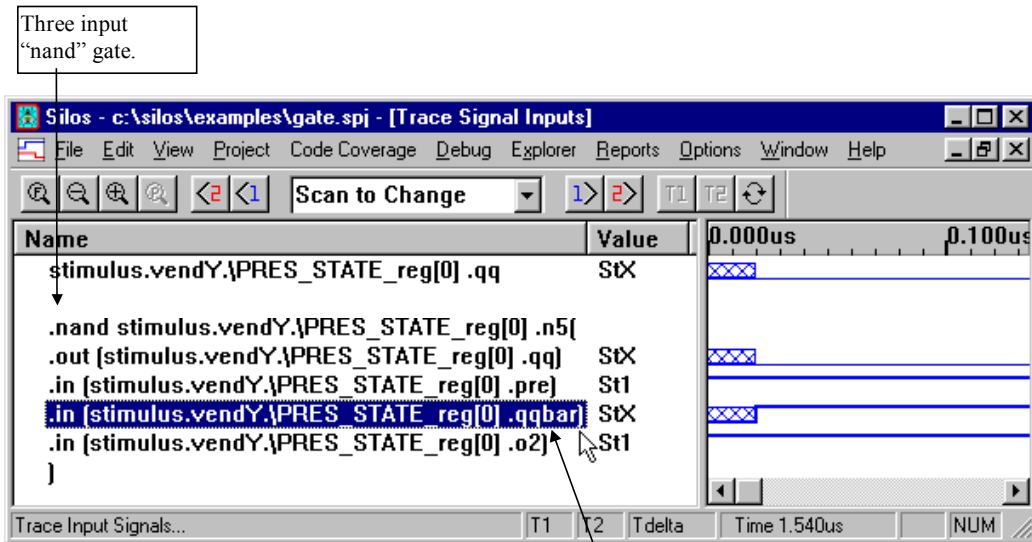 Three input
“nand” gate.
Silos - c:\silos\examples\gate.spj - [Trace Signal Inputs]
File Edit View Project Code Coverage Debug Explorer Reports Options Window Help
R R <2 <1 Scan to Change 1> 2> T1 T2
Name Value 0.000us 0.100us
stimulus.vendY.\PRES_STATE_reg[0] .qq StX
.nand stimulus.vendY.\PRES_STATE_reg[0] .n5(
.out (stimulus.vendY.\PRES_STATE_reg[0] .qq) StX
.in (stimulus.vendY.\PRES_STATE_reg[0] .pre) St1
.in (stimulus.vendY.\PRES_STATE_reg[0] .qqbar) StX
.in (stimulus.vendY.\PRES_STATE_reg[0] .o2) St1
)
Trace Input Signals... T1 T2 Tdelta Time 1.540us NUM